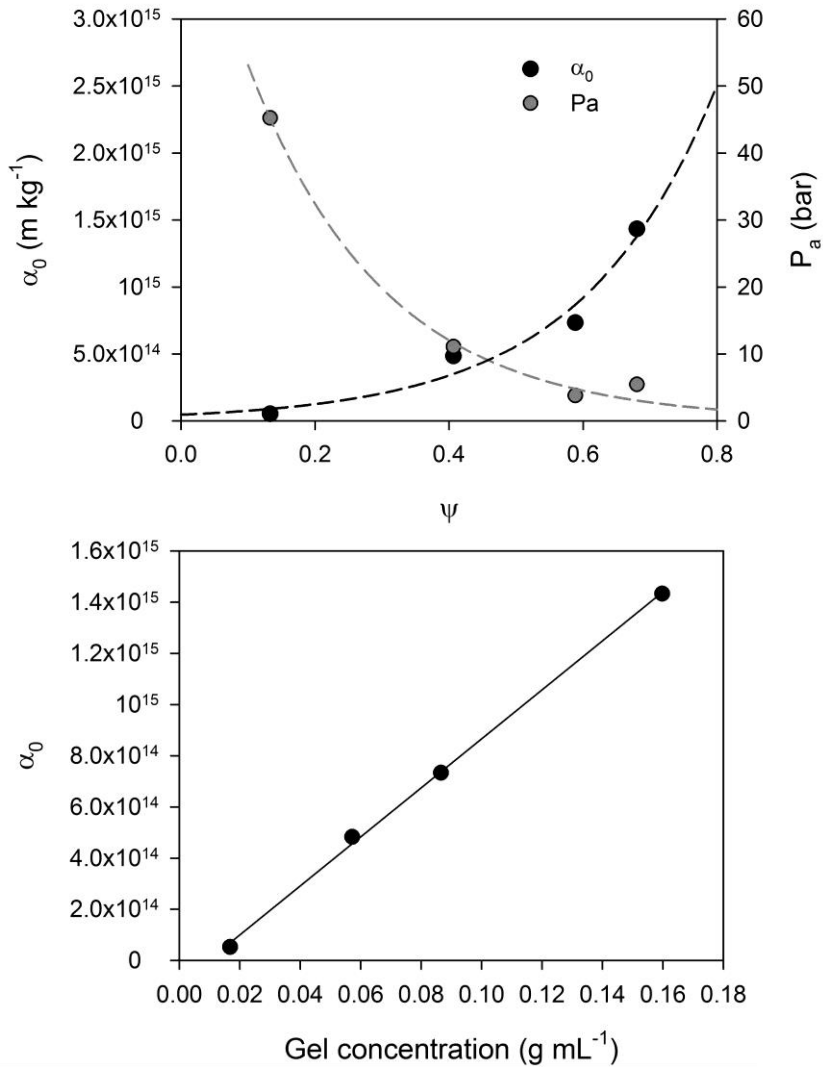 3.0x10¹⁵
2.5x10¹⁵
2.0x10¹⁵
1.5x10¹⁵
10¹⁵
5.0x10¹⁴
0
α₀ (m kg⁻¹)
60
50
40
30
20
10
0
Pₐ (bar)
α₀
Pa
0.0 0.2 0.4 0.6 0.8
ψ
1.6x10¹⁵
1.4x10¹⁵
1.2x10¹⁵
10¹⁵
8.0x10¹⁴
6.0x10¹⁴
4.0x10¹⁴
2.0x10¹⁴
0
α₀
0.00 0.02 0.04 0.06 0.08 0.10 0.12 0.14 0.16 0.18
Gel concentration (g mL⁻¹)